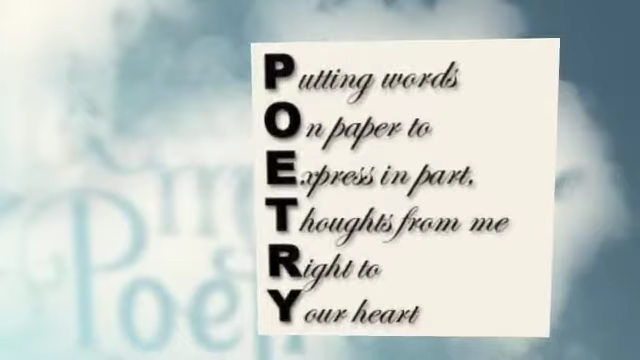 Putting words
On paper to
Express in part,
Thoughts from me
Right to
Your heart